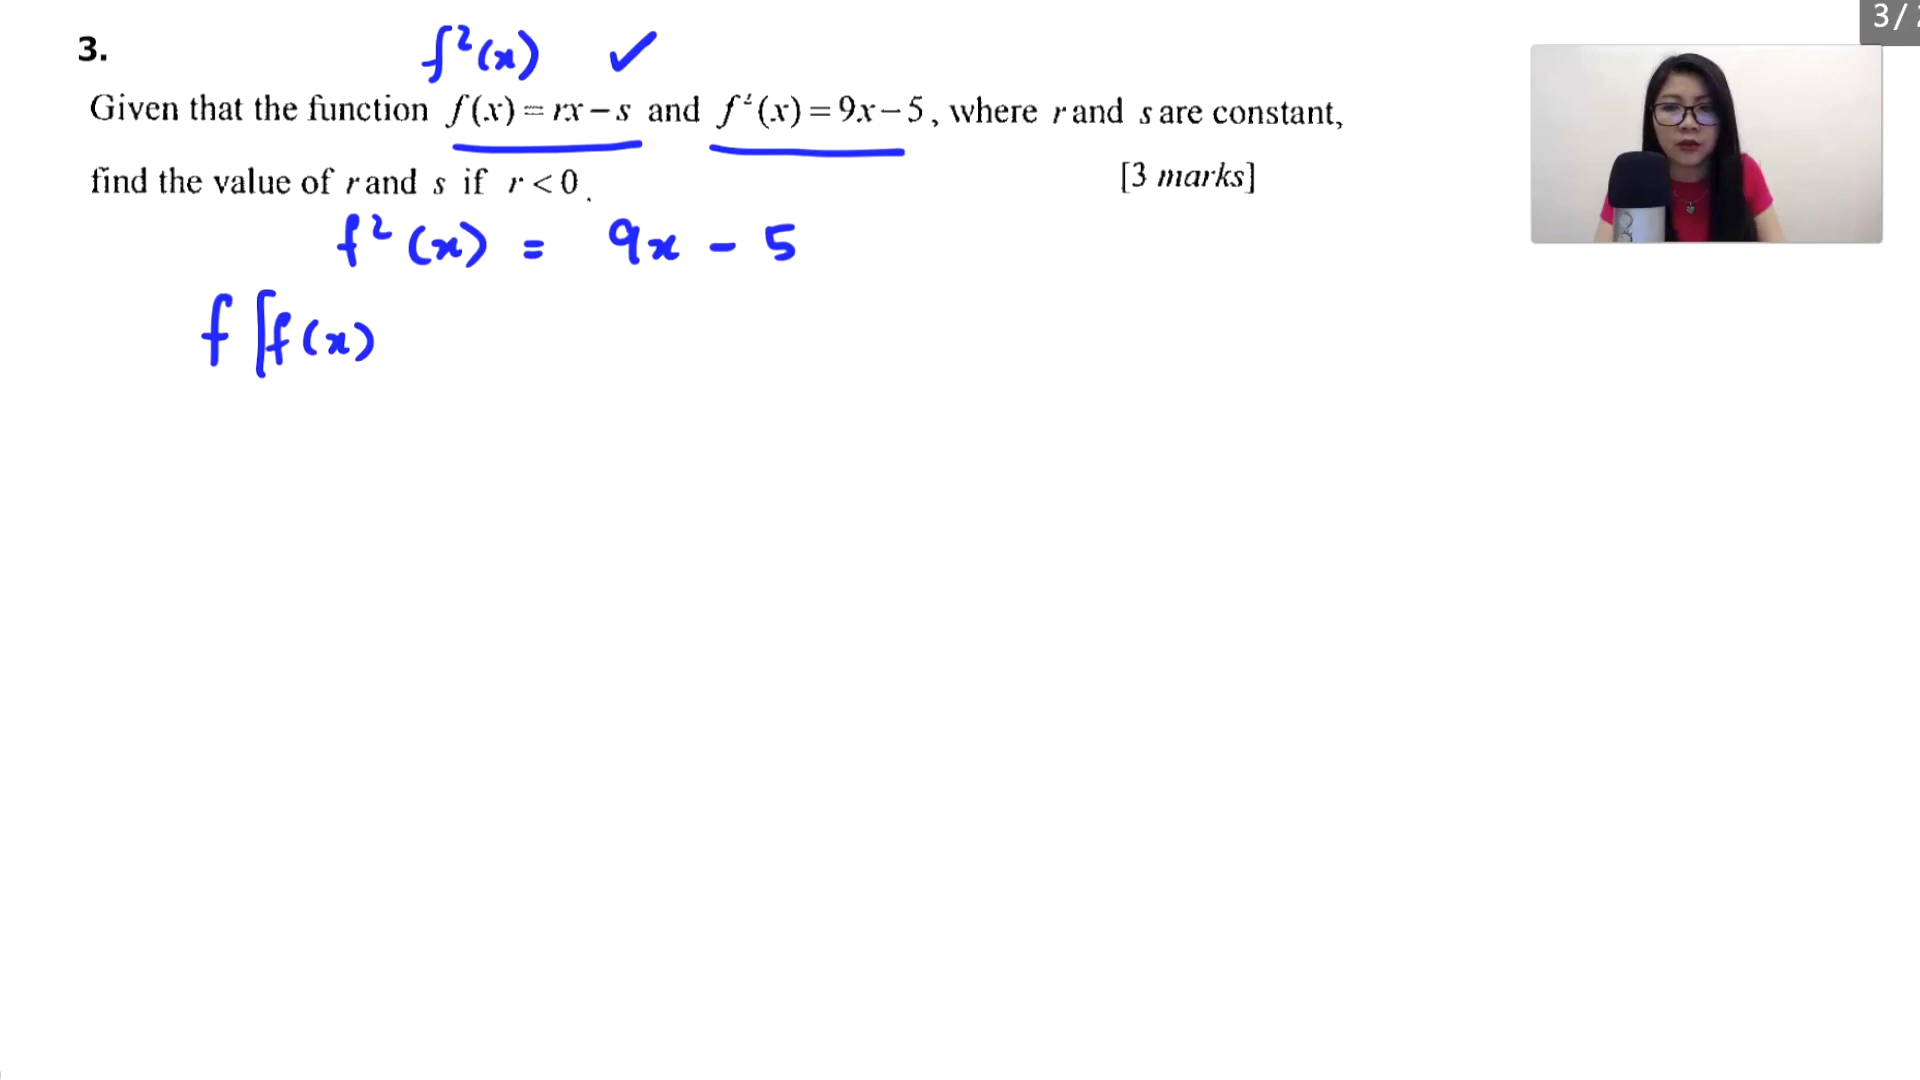 3/
3.
f²(x) ✓
Given that the function f(x)=rx−s and f²(x)=9x−5, where r and s are constant,
find the value of r and s if r<0.
[3 marks]
f²(x) = 9x − 5
f[f(x)